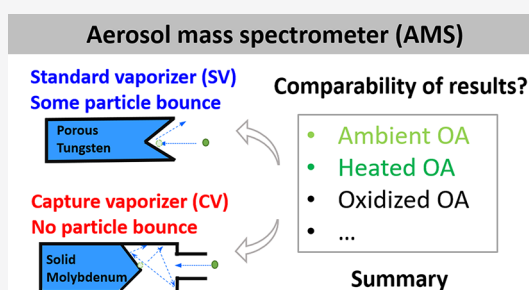 Aerosol mass spectrometer (AMS)
Standard vaporizer (SV)
Some particle bounce
Porous
Tungsten
Capture vaporizer (CV)
No particle bounce
Solid
Molybdenum
Comparability of results?
• Ambient OA
• Heated OA
• Oxidized OA
• ...
Summary